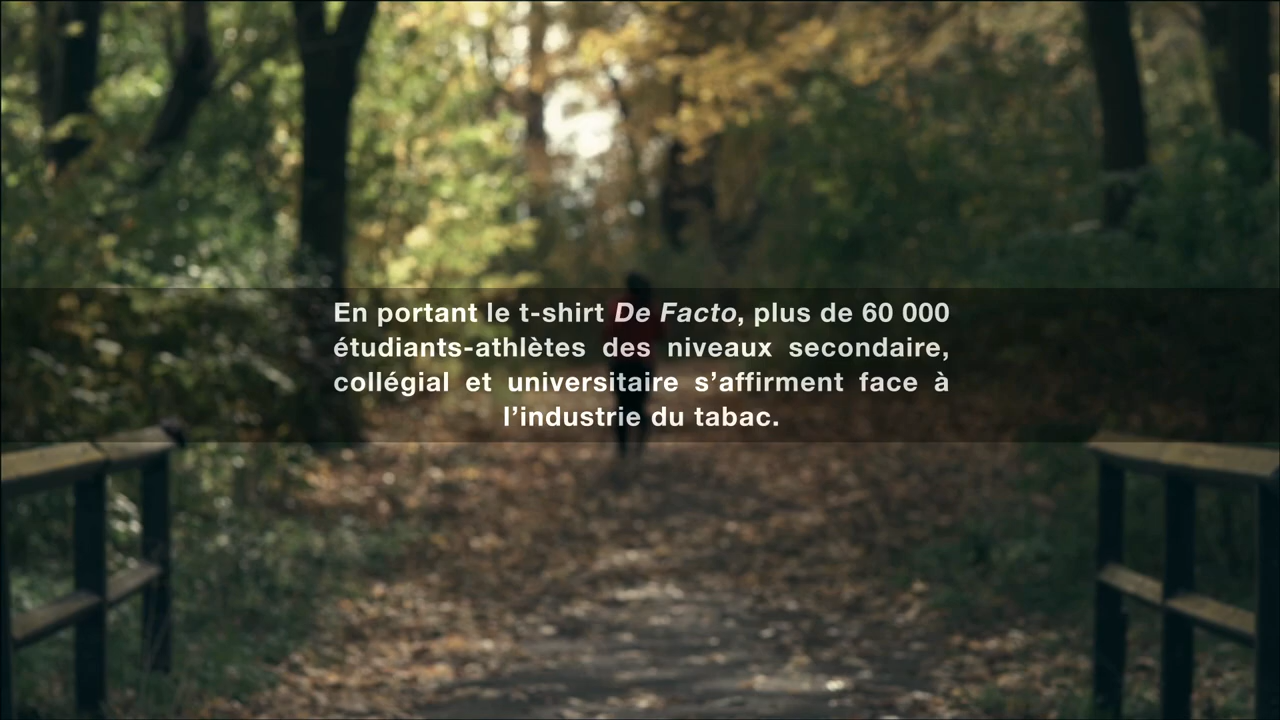 En portant le t-shirt De Facto, plus de 60 000
étudiants-athlètes des niveaux secondaire,
collégial et universitaire s’affirment face à
l’industrie du tabac.